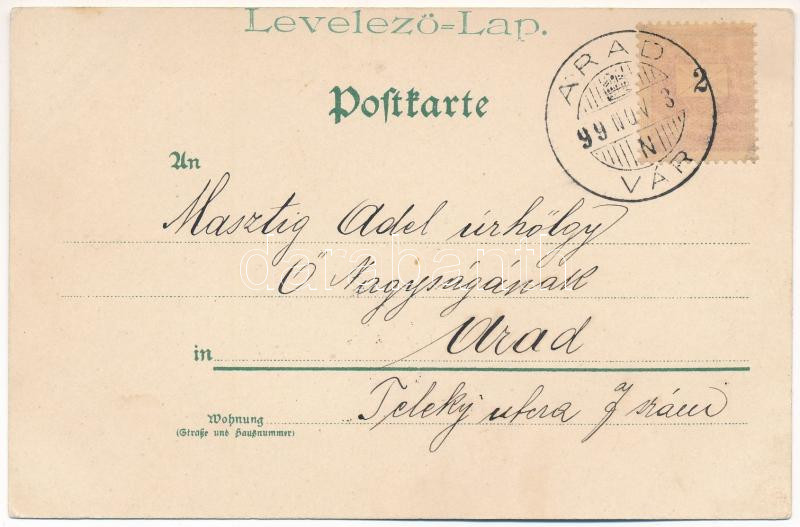 Levelező=Lap.
Postkarte
ARAD
99 NOV 3
N
VÁR
2
An
Masztig Adel úrhölgy
Ő Nagyságának
darabanth
in Arad
Teleky utcza 7 szám
Wohnung
(Straße und Hausnummer)